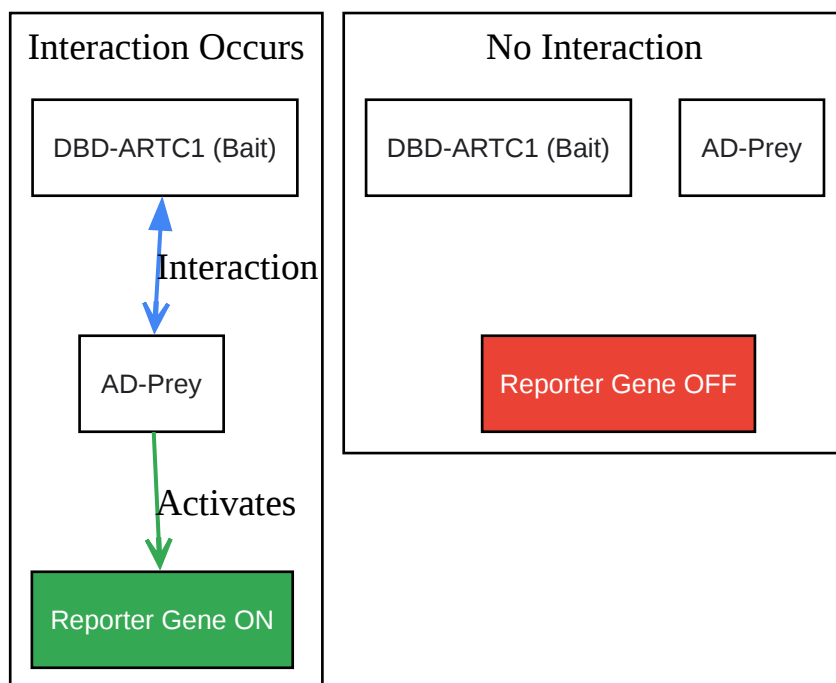 Interaction Occurs
DBD-ARTC1 (Bait)
Interaction
AD-Prey
Activates
Reporter Gene ON
No Interaction
DBD-ARTC1 (Bait)
AD-Prey
Reporter Gene OFF